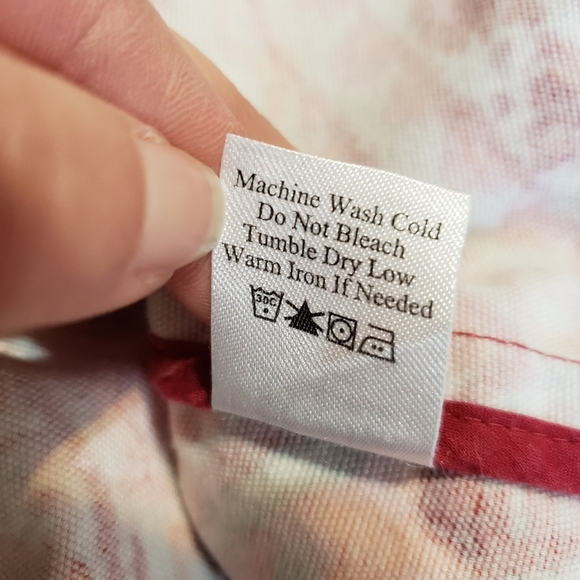 Machine Wash Cold
Do Not Bleach
Tumble Dry Low
Warm Iron If Needed
30C